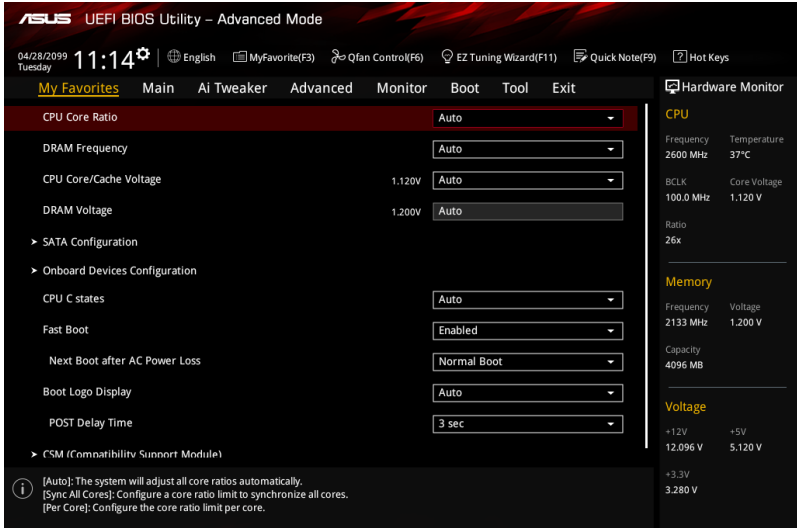 ASUS UEFI BIOS Utility – Advanced Mode
04/28/2099
Tuesday
11:14
English
MyFavorite(F3)
Qfan Control(F6)
EZ Tuning Wizard(F11)
Quick Note(F9)
? Hot Keys
My Favorites Main Ai Tweaker Advanced Monitor Boot Tool Exit
CPU Core Ratio Auto
DRAM Frequency Auto
CPU Core/Cache Voltage 1.120V Auto
DRAM Voltage 1.200V Auto
> SATA Configuration
> Onboard Devices Configuration
CPU C states Auto
Fast Boot Enabled
Next Boot after AC Power Loss Normal Boot
Boot Logo Display Auto
POST Delay Time 3 sec
> CSM (Compatibility Support Module)
i
[Auto]: The system will adjust all core ratios automatically.
[Sync All Cores]: Configure a core ratio limit to synchronize all cores.
[Per Core]: Configure the core ratio limit per core.
Hardware Monitor
CPU
Frequency Temperature
2600 MHz 37°C
BCLK Core Voltage
100.0 MHz 1.120 V
Ratio
26x
Memory
Frequency Voltage
2133 MHz 1.200 V
Capacity
4096 MB
Voltage
+12V +5V
12.096 V 5.120 V
+3.3V
3.280 V